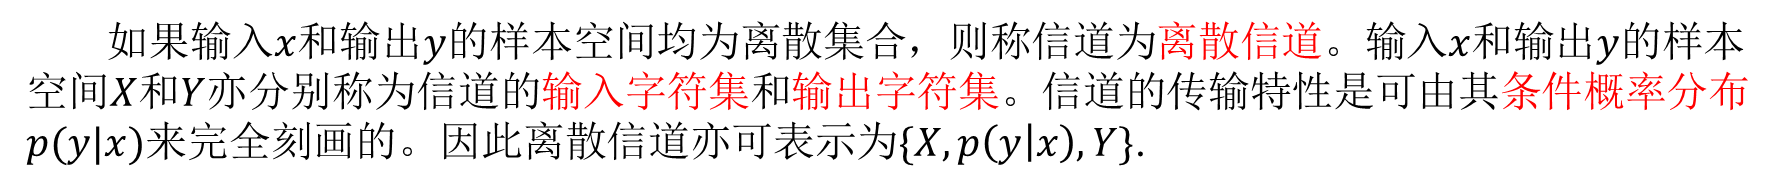 如果输入x和输出y的样本空间均为离散集合，则称信道为离散信道。输入x和输出y的样本
空间X和Y亦分别称为信道的输入字符集和输出字符集。信道的传输特性是可由其条件概率分布
p(y|x)来完全刻画的。因此离散信道亦可表示为{X,p(y|x),Y}.